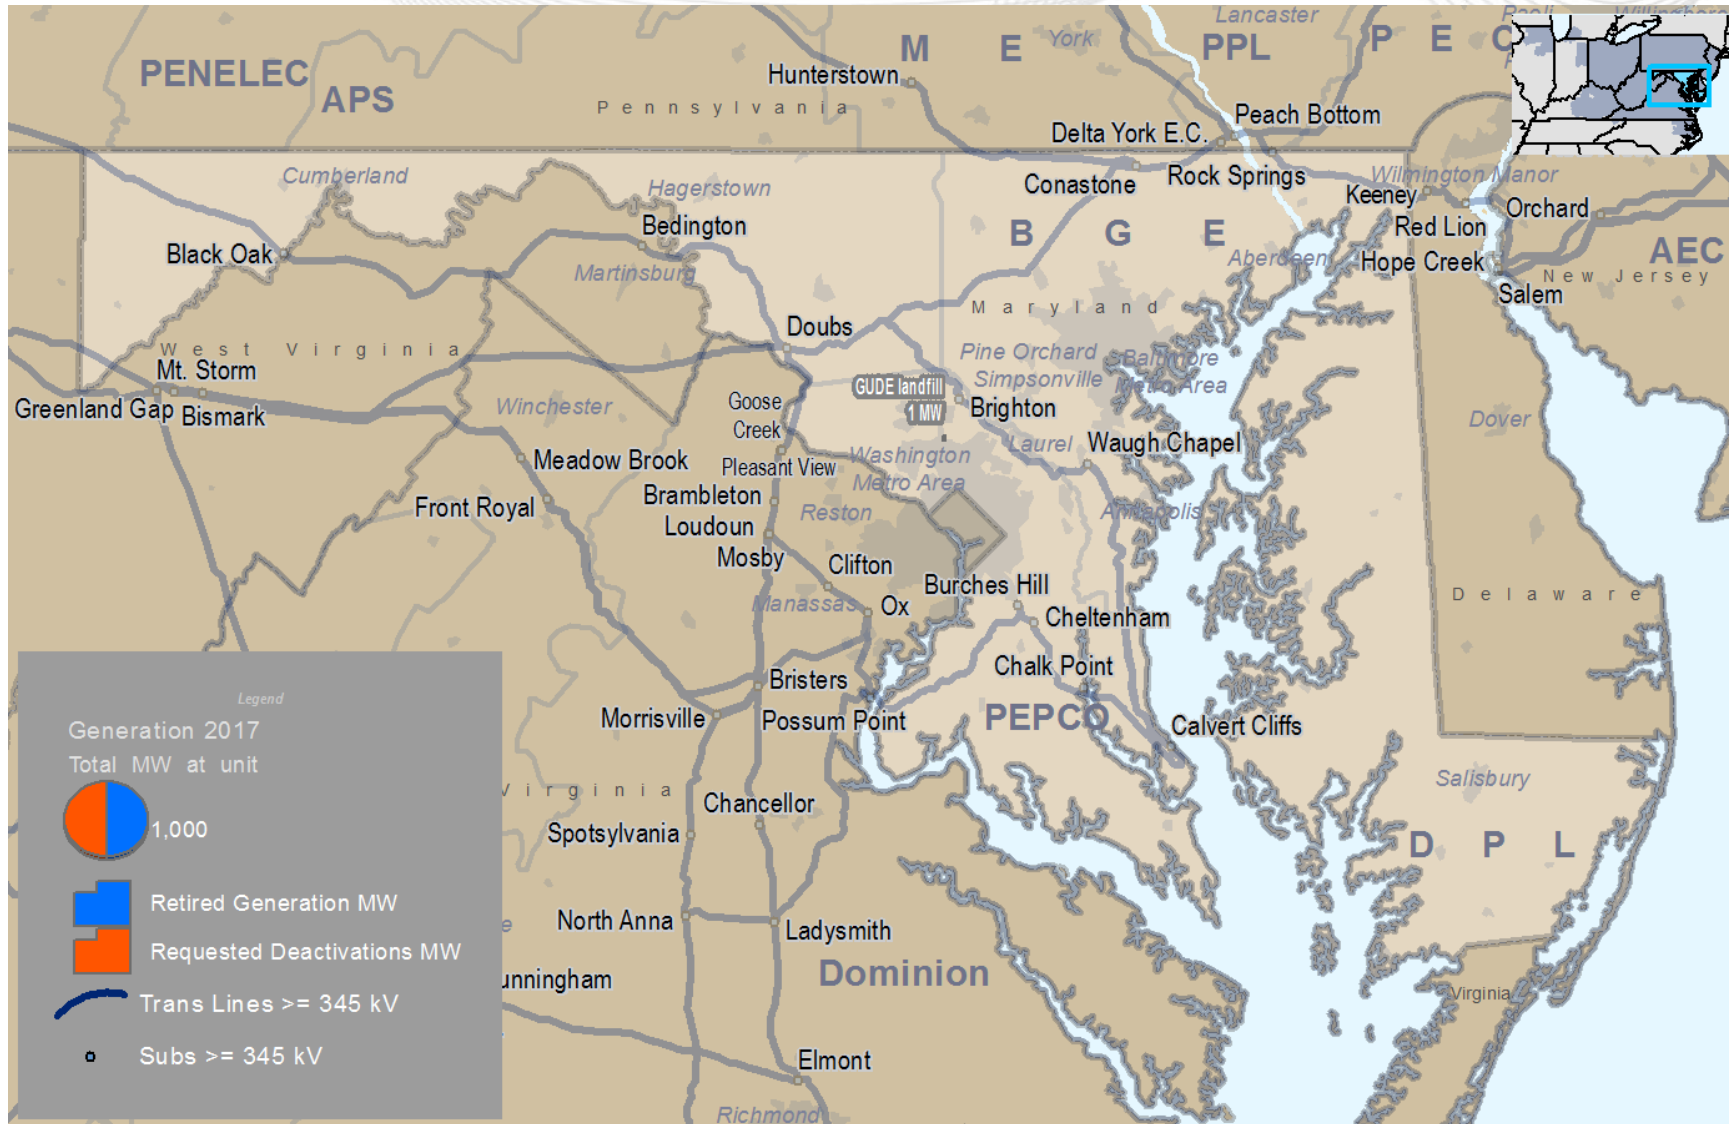 Lancaster
Paoli
Willingboro
M E
York
PPL
P E C
PENELEC
APS
Hunterstown
Pennsylvania
Peach Bottom
Delta York E.C.
Cumberland
Hagerstown
Conastone
Rock Springs
Wilmington Manor
Keeney
Orchard
Red Lion
Bedington
B G E
Black Oak
Martinsburg
Aberdeen
Hope Creek
AEC
New Jersey
Salem
Maryland
Doubs
West Virginia
Pine Orchard
Baltimore
Metro Area
Mt. Storm
Simpsonville
GUDE landfill
1 MW
Greenland Gap
Bismark
Winchester
Goose
Creek
Brighton
Dover
Laurel
Waugh Chapel
Meadow Brook
Pleasant View
Washington
Metro Area
Front Royal
Brambleton
Reston
Annapolis
Loudoun
Mosby
Clifton
Burches Hill
Manassas
Ox
Cheltenham
Delaware
Chalk Point
Bristers
Morrisville
Possum Point
PEPCO
Calvert Cliffs
Salisbury
Virginia
Chancellor
Spotsylvania
D P L
North Anna
Ladysmith
Dominion
unningham
Virginia
Elmont
Richmond
Legend
Generation 2017
Total MW at unit
1,000
Retired Generation MW
Requested Deactivations MW
Trans Lines >= 345 kV
Subs >= 345 kV